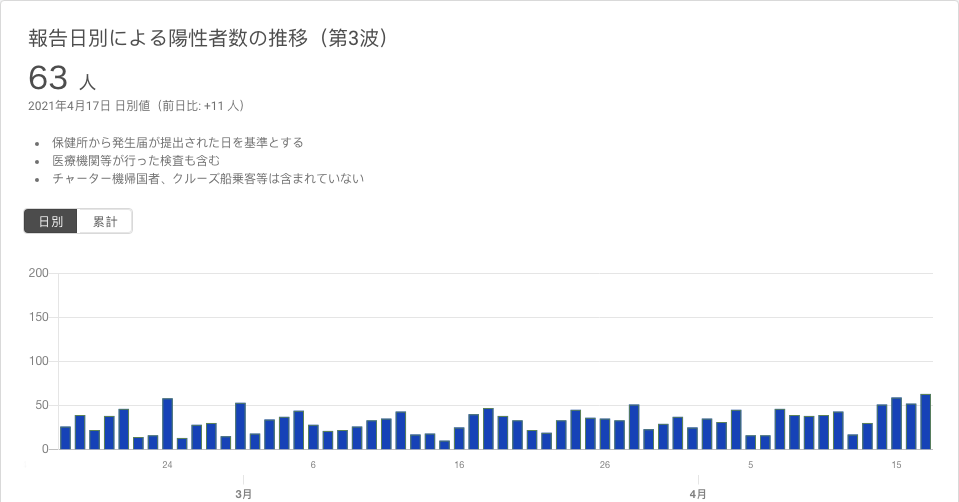 報告日別による陽性者数の推移（第3波）
63 人
2021年4月17日 日別値（前日比: +11 人）
• 保健所から発生届が提出された日を基準とする
• 医療機関等が行った検査も含む
• チャーター機帰国者、クルーズ船乗客等は含まれていない
日別 累計
200
150
100
50
0
24 6 16 26 5 15
3月 4月